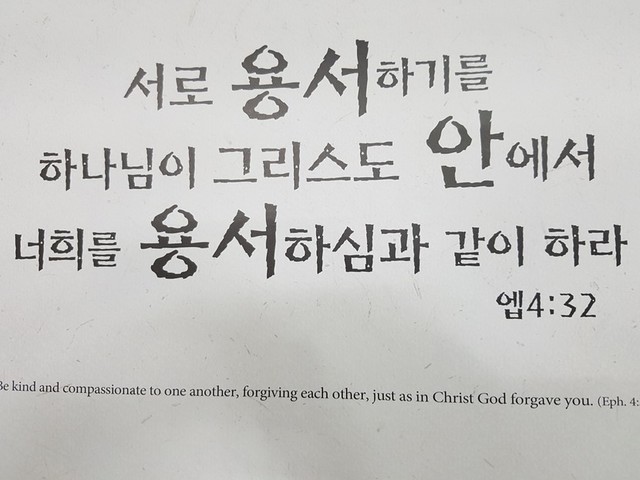 서로 용서하기를
하나님이 그리스도 안에서
너희를 용서하심과 같이 하라
엡4:32
Be kind and compassionate to one another, forgiving each other, just as in Christ God forgave you. (Eph. 4: